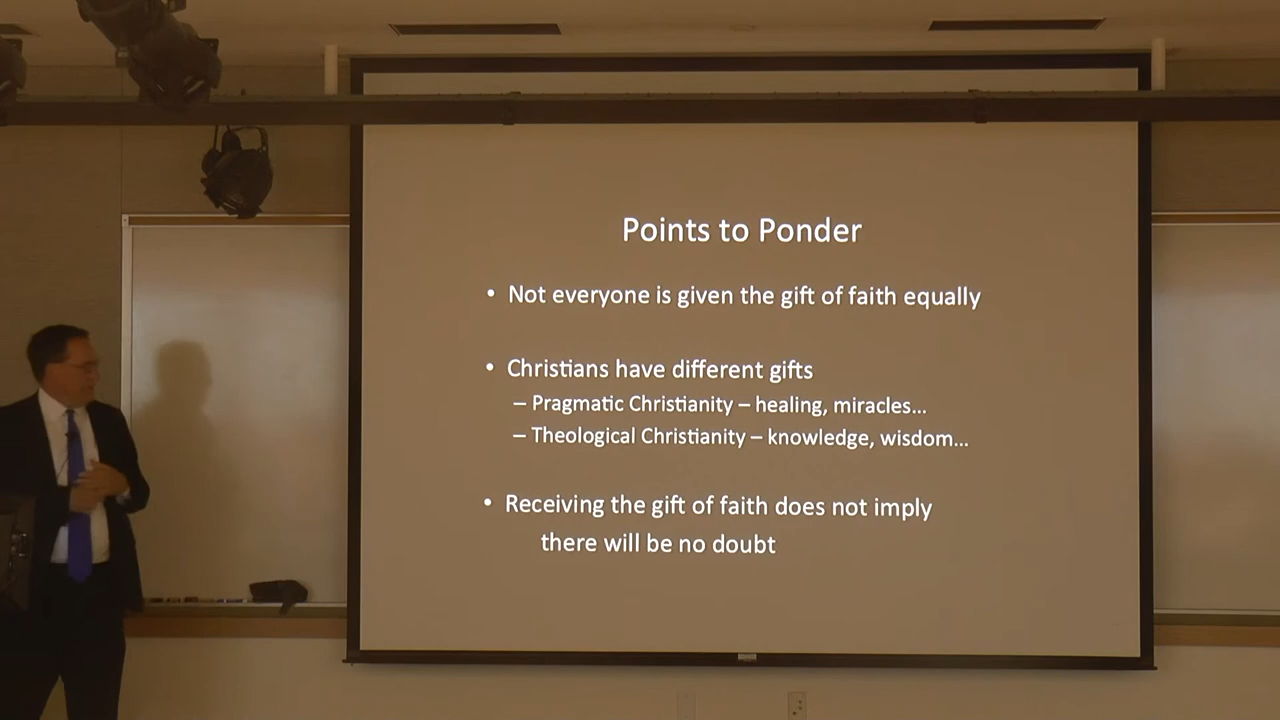 Points to Ponder
• Not everyone is given the gift of faith equally
• Christians have different gifts
– Pragmatic Christianity – healing, miracles…
– Theological Christianity – knowledge, wisdom…
• Receiving the gift of faith does not imply
there will be no doubt